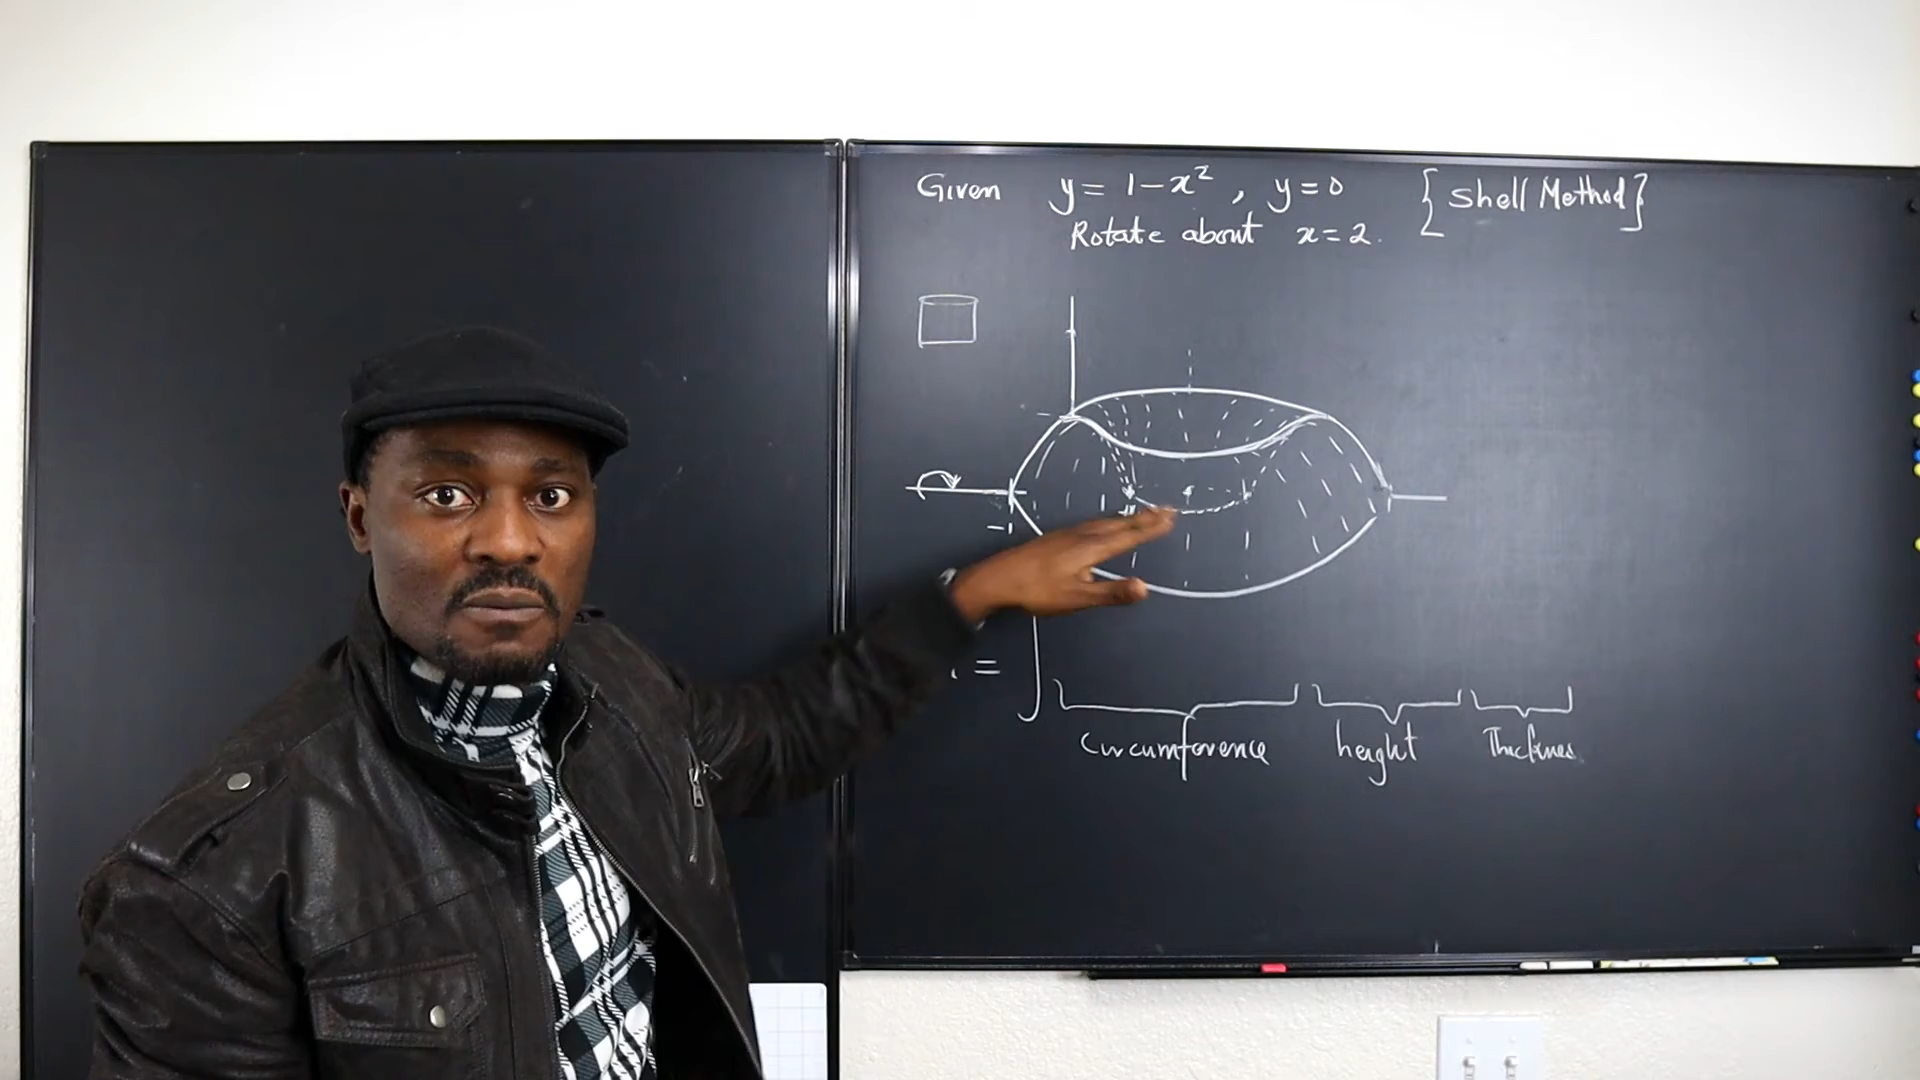 Given y = 1-x², y = 0 [Shell Method]
Rotate about x = 2.
-1
=
Circumference height Thickness